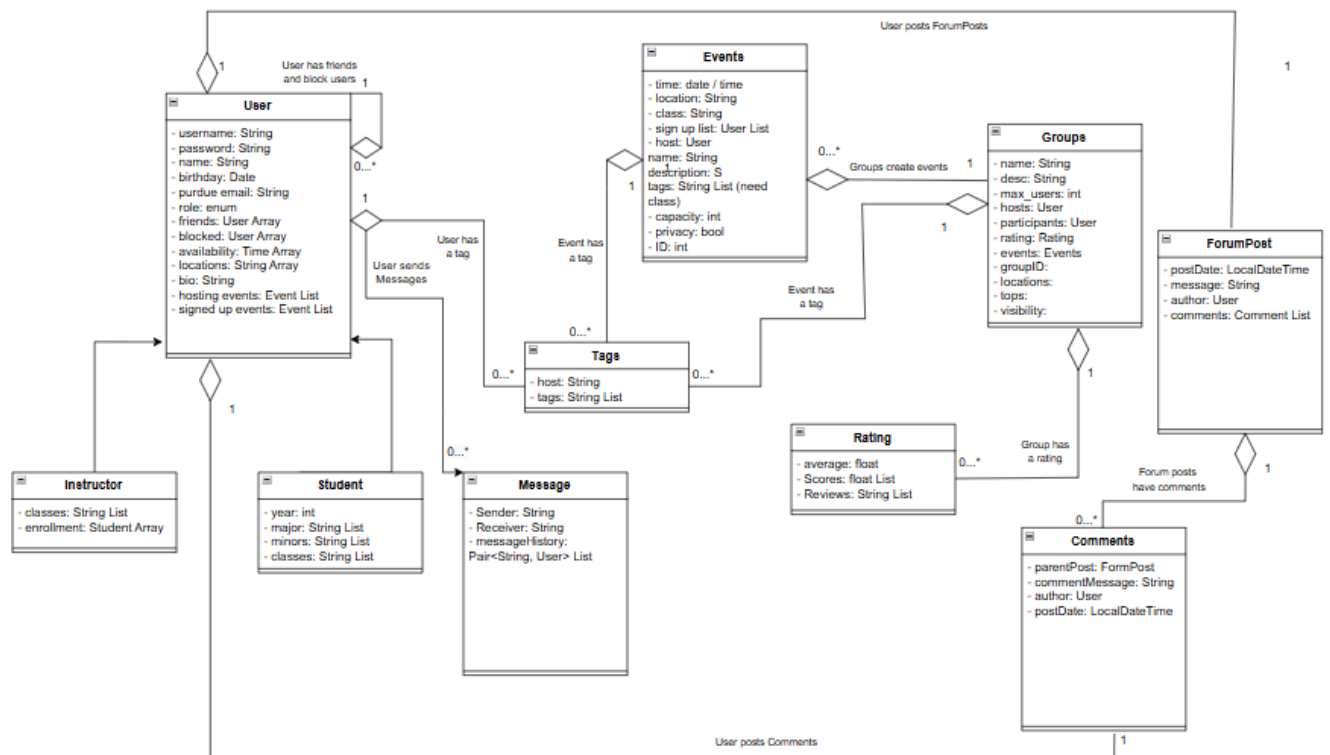 User posts ForumPosts
1
User has friends
and block users
1
1
User
- username: String
- password: String
- name: String
- birthday: Date
- purdue email: String
- role: enum
- friends: User Array
- blocked: User Array
- availability: Time Array
- locations: String Array
- bio: String
- hosting events: Event List
- signed up events: Event List
0...*
1
User has
a tag
User sends
Messages
Events
- time: date / time
- location: String
- class: String
- sign up list: User List
- host: User
name: String
description: S
tags: String List (need
class)
- capacity: int
- privacy: bool
- ID: int
1
1
Event has
a tag
0...*
0...*
Groups create events
1
Groups
- name: String
- desc: String
- max_users: int
- hosts: User
- participants: User
- rating: Rating
- events: Events
- groupID:
- locations:
- tops:
- visibility:
1
Event has
a tag
0...*
ForumPost
- postDate: LocalDateTime
- message: String
- author: User
- comments: Comment List
1
Tags
- host: String
- tags: String List
0...*
1
Group has
a rating
0...*
Rating
- average: float
- Scores: float List
- Reviews: String List
1
Forum posts
have comments
0...*
1
Instructor
- classes: String List
- enrollment: Student Array
Student
- year: int
- major: String List
- minors: String List
- classes: String List
0...*
Message
- Sender: String
- Receiver: String
- messageHistory:
Pair<String, User> List
Comments
- parentPost: FormPost
- commentMessage: String
- author: User
- postDate: LocalDateTime
User posts Comments
1